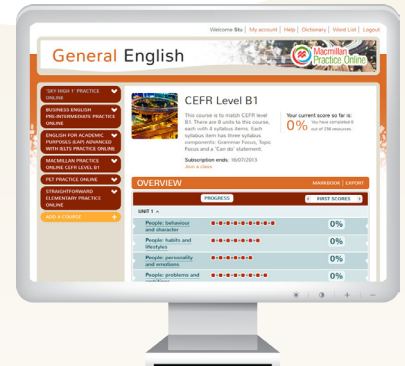 Welcome Stu | My account | Help | Dictionary | Word List | Logout
General English
Macmillan
Practice Online
'SKY HIGH 1' PRACTICE
ONLINE
BUSINESS ENGLISH
PRE-INTERMEDIATE PRACTICE
ONLINE
ENGLISH FOR ACADEMIC
PURPOSES (EAP) ADVANCED
WITH IELTS PRACTICE ONLINE
MACMILLAN PRACTICE
ONLINE CEFR LEVEL B1
PET PRACTICE ONLINE
STRAIGHTFORWARD
ELEMENTARY PRACTICE
ONLINE
ADD A COURSE +
CEFR Level B1
This course is to match CEFR level
B1. There are 8 units to this course,
each with 4 syllabus items. Each
syllabus item has three syllabus
components: Grammar Focus, Topic
Focus and a "Can do" statement.
Subscription ends: 16/07/2013
Join a class
Your current score so far is:
0% You have completed 0
out of 236 resources.
OVERVIEW
MARKBOOK | EXPORT
PROGRESS
FIRST SCORES
UNIT 1
People: behaviour
and character
0%
People: habits and
lifestyles
0%
People: personality
and emotions
0%
People: problems and
0%